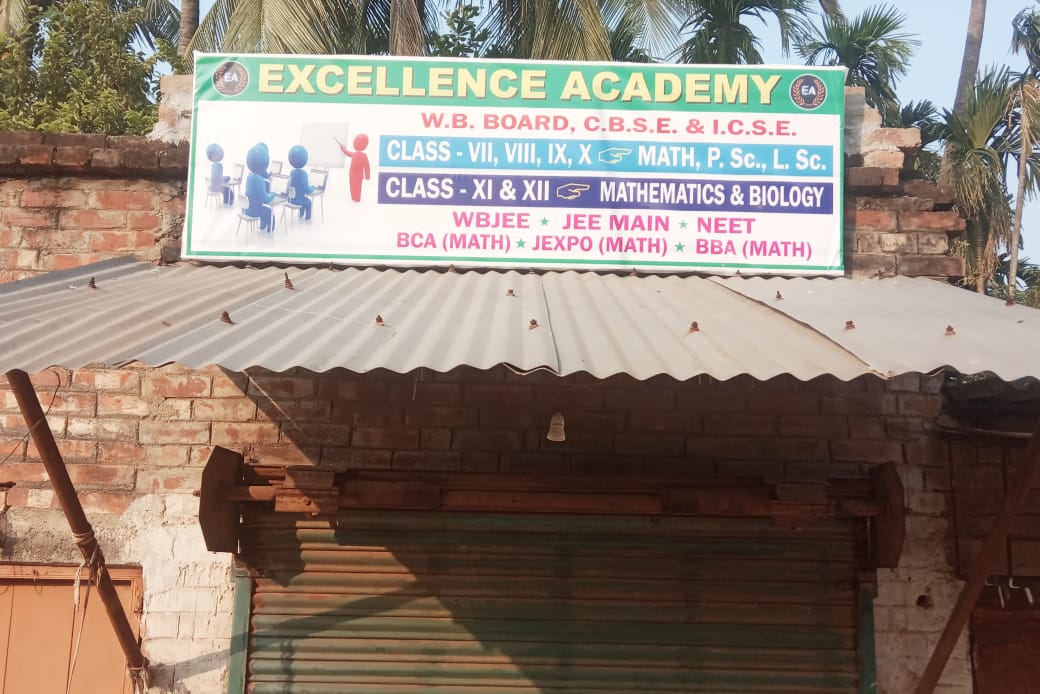 EA EXCELLENCE ACADEMY EA
W.B. BOARD, C.B.S.E. & I.C.S.E.
CLASS - VII, VIII, IX, X MATH, P. Sc., L. Sc.
CLASS - XI & XII MATHEMATICS & BIOLOGY
WBJEE ★ JEE MAIN ★ NEET
BCA (MATH) ★ JEXPO (MATH) ★ BBA (MATH)